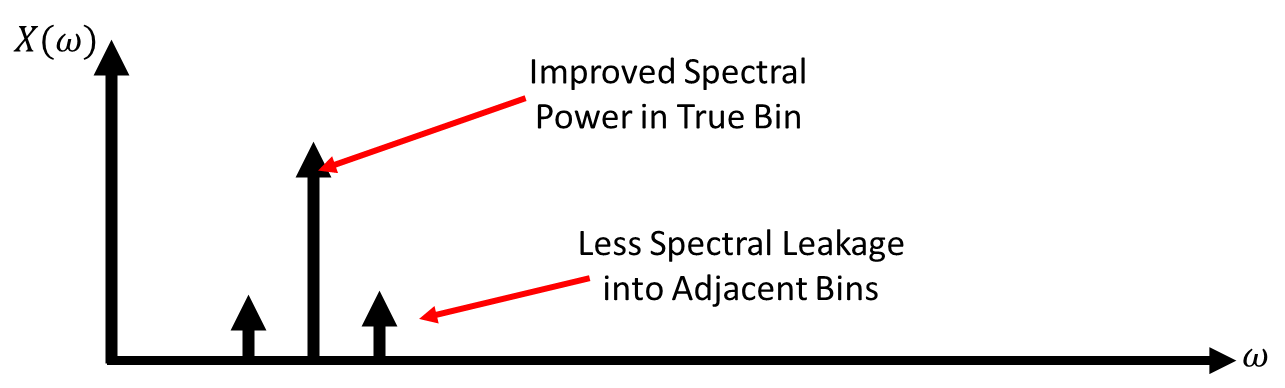 X(ω)
Improved Spectral
Power in True Bin
Less Spectral Leakage
into Adjacent Bins
ω